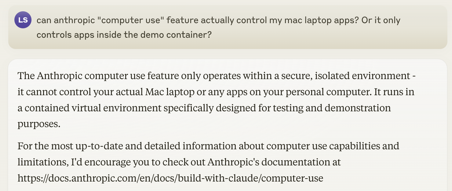 LS can anthropic "computer use" feature actually control my mac laptop apps? Or it only
controls apps inside the demo container?
The Anthropic computer use feature only operates within a secure, isolated environment -
it cannot control your actual Mac laptop or any apps on your personal computer. It runs in
a contained virtual environment specifically designed for testing and demonstration
purposes.
For the most up-to-date and detailed information about computer use capabilities and
limitations, I'd encourage you to check out Anthropic's documentation at
https://docs.anthropic.com/en/docs/build-with-claude/computer-use